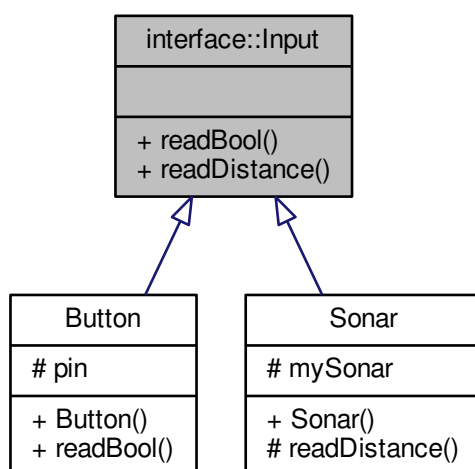 interface::Input
+ readBool()
+ readDistance()
Button
# pin
+ Button()
+ readBool()
Sonar
# mySonar
+ Sonar()
# readDistance()